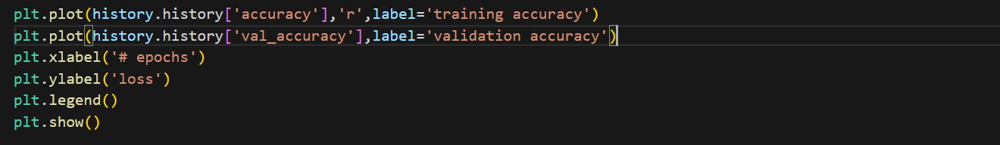 plt.plot(history.history['accuracy'],'r',label='training accuracy')
plt.plot(history.history['val_accuracy'],label='validation accuracy')
plt.xlabel('# epochs')
plt.ylabel('loss')
plt.legend()
plt.show()